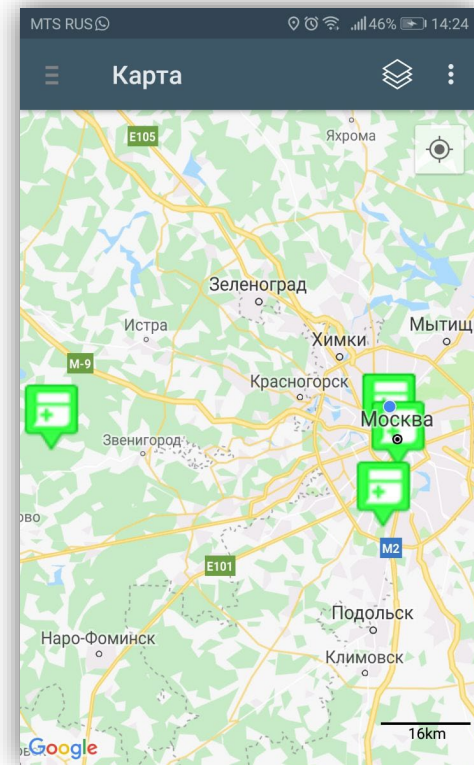 MTS RUS
46% 14:24
Карта
E105
Яхрома
Зеленоград
Истра
Химки
Мытищ
М-9
Красногорск
Москва
Звенигород
ово
M2
E101
Подольск
Наро-Фоминск
Климовск
16km
Google